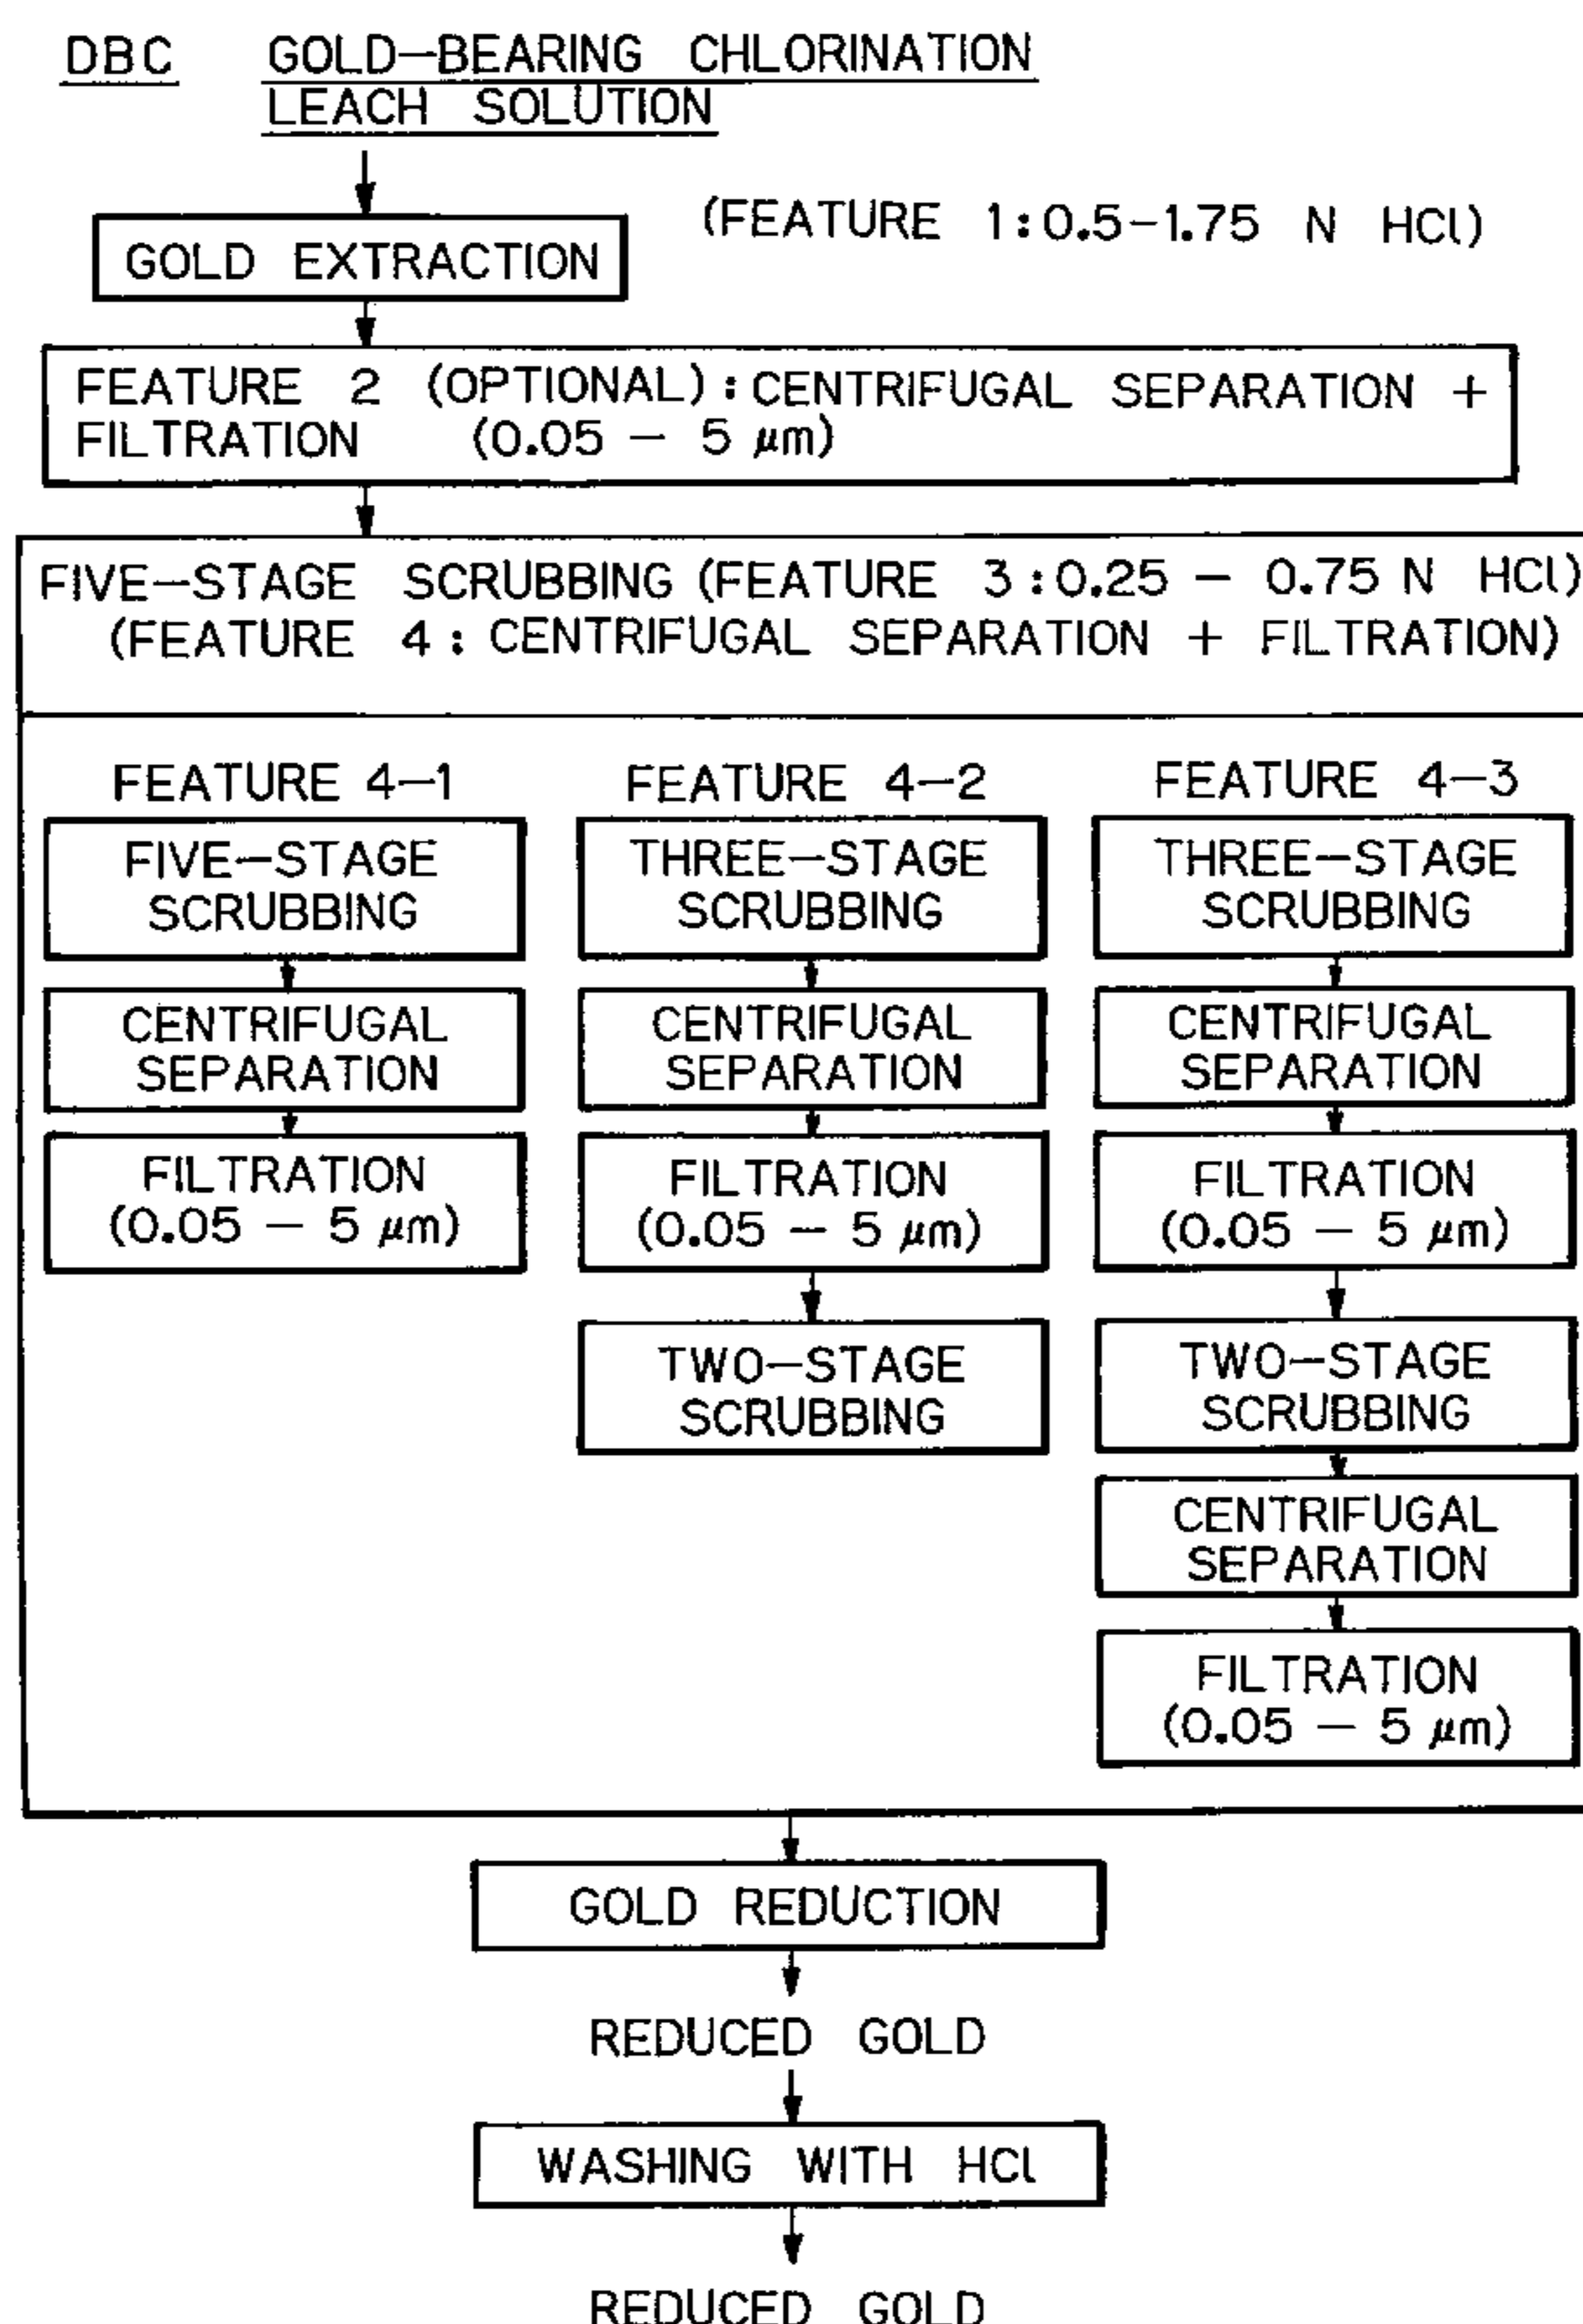 DBC GOLD-BEARING CHLORINATION
LEACH SOLUTION
(FEATURE 1:0.5-1.75 N HCl)
GOLD EXTRACTION
FEATURE 2 (OPTIONAL): CENTRIFUGAL SEPARATION +
FILTRATION (0.05 - 5 μm)
FIVE-STAGE SCRUBBING (FEATURE 3:0.25 - 0.75 N HCl)
(FEATURE 4: CENTRIFUGAL SEPARATION + FILTRATION)
FEATURE 4-1
FIVE-STAGE
SCRUBBING
CENTRIFUGAL
SEPARATION
FILTRATION
(0.05 - 5 μm)
FEATURE 4-2
THREE-STAGE
SCRUBBING
CENTRIFUGAL
SEPARATION
FILTRATION
(0.05 - 5 μm)
TWO-STAGE
SCRUBBING
FEATURE 4-3
THREE-STAGE
SCRUBBING
CENTRIFUGAL
SEPARATION
FILTRATION
(0.05 - 5 μm)
TWO-STAGE
SCRUBBING
CENTRIFUGAL
SEPARATION
FILTRATION
(0.05 - 5 μm)
GOLD REDUCTION
REDUCED GOLD
WASHING WITH HCl
REDUCED GOLD